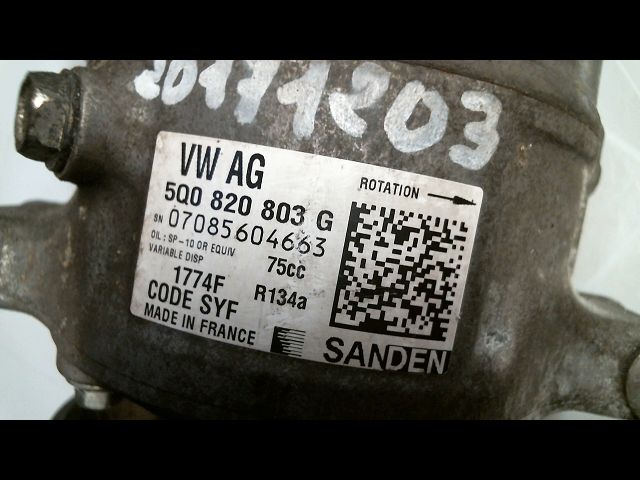 20171203
VW AG
5Q0 820 803 G
ROTATION
SN 07085604663
OIL : SP-10 OR EQUIV
75cc
VARIABLE DISP
1774F
R134a
CODE SYF
MADE IN FRANCE
SANDEN